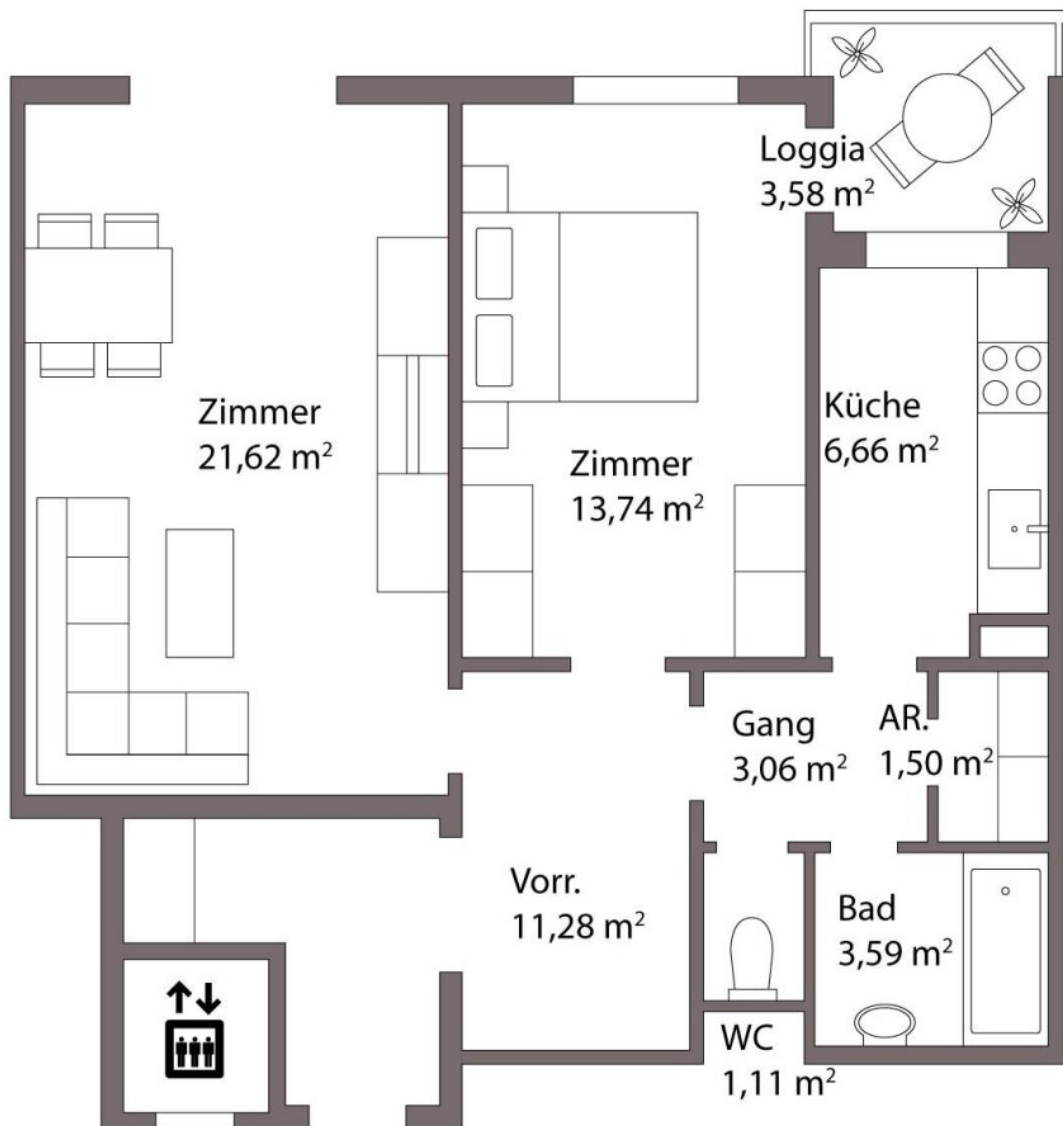 Loggia
3,58 m²
Zimmer
21,62 m²
Zimmer
13,74 m²
Küche
6,66 m²
Gang
3,06 m²
AR.
1,50 m²
Vorr.
11,28 m²
Bad
3,59 m²
WC
1,11 m²